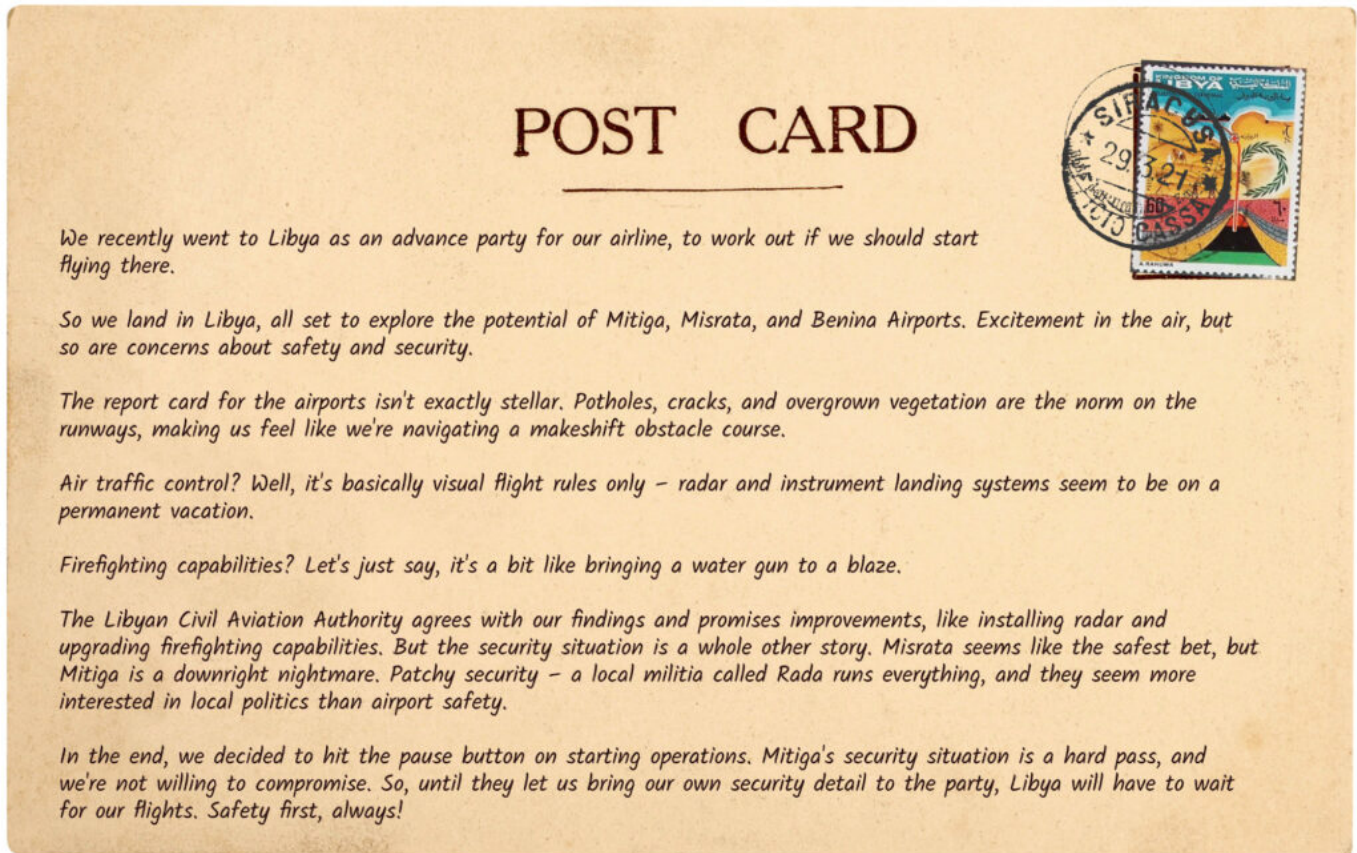 POST CARD
KINGDOM OF
LIBYA
SIRACUSA
29.3.21
60
CASSA
We recently went to Libya as an advance party for our airline, to work out if we should start
flying there.
So we land in Libya, all set to explore the potential of Mitiga, Misrata, and Benina Airports. Excitement in the air, but
so are concerns about safety and security.
The report card for the airports isn't exactly stellar. Potholes, cracks, and overgrown vegetation are the norm on the
runways, making us feel like we're navigating a makeshift obstacle course.
Air traffic control? Well, it's basically visual flight rules only – radar and instrument landing systems seem to be on a
permanent vacation.
Firefighting capabilities? Let's just say, it's a bit like bringing a water gun to a blaze.
The Libyan Civil Aviation Authority agrees with our findings and promises improvements, like installing radar and
upgrading firefighting capabilities. But the security situation is a whole other story. Misrata seems like the safest bet, but
Mitiga is a downright nightmare. Patchy security – a local militia called Rada runs everything, and they seem more
interested in local politics than airport safety.
In the end, we decided to hit the pause button on starting operations. Mitiga's security situation is a hard pass, and
we're not willing to compromise. So, until they let us bring our own security detail to the party, Libya will have to wait
for our flights. Safety first, always!